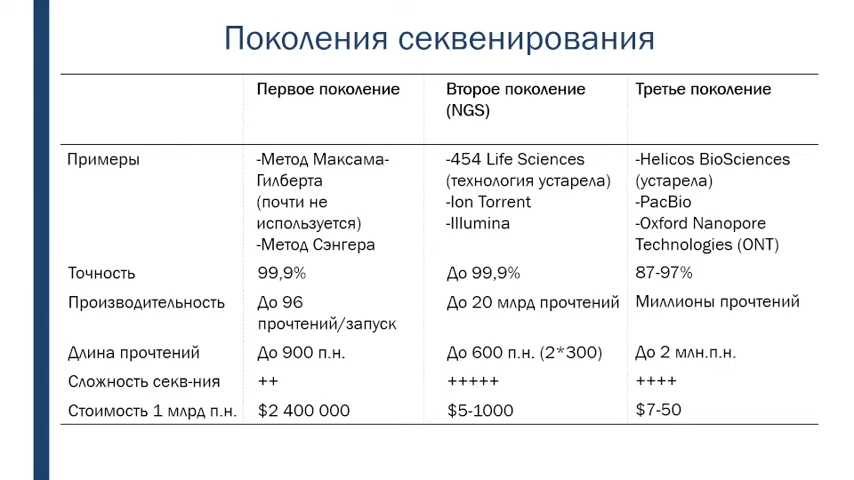 Поколения секвенирования
Первое поколение
Второе поколение
(NGS)
Третье поколение
Примеры
-Метод Максама-
Гилберта
(почти не
используется)
-Метод Сэнгера
-454 Life Sciences
(технология устарела)
-Ion Torrent
-Illumina
-Helicos BioSciences
(устарела)
-PacBio
-Oxford Nanopore
Technologies (ONT)
Точность
99,9%
До 99,9%
87-97%
Производительность
До 96
прочтений/запуск
До 20 млрд прочтений
Миллионы прочтений
Длина прочтений
До 900 п.н.
До 600 п.н. (2*300)
До 2 млн.п.н.
Сложность секв-ния
++
+++++
++++
Стоимость 1 млрд п.н.
$2 400 000
$5-1000
$7-50